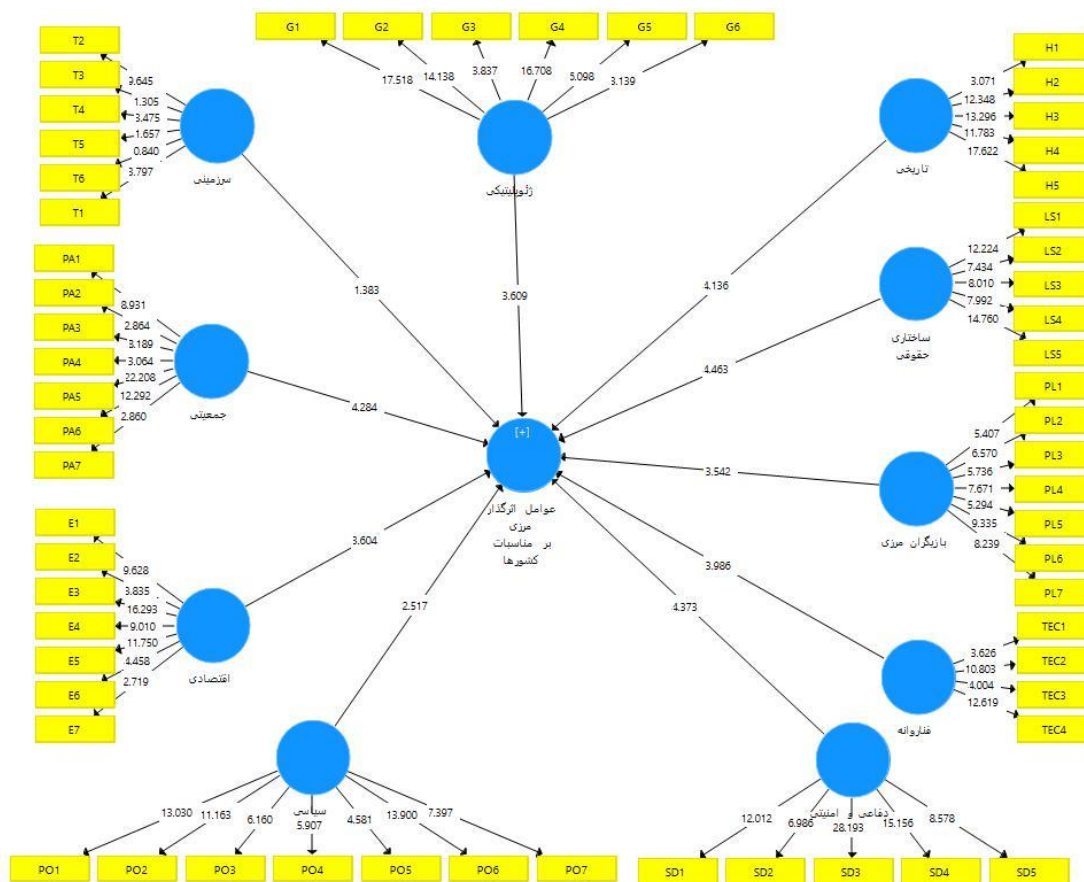 G1
G2
G3
G4
G5
G6
17.518
14.138
3.837
16.708
5.098
3.139
ژئوپلیتیکی
T2
T3
T4
T5
T6
T1
9.645
1.305
3.475
1.657
0.840
3.797
سرزمینی
H1
H2
H3
H4
H5
3.071
12.348
13.296
11.783
17.622
تاریخی
LS1
LS2
LS3
LS4
LS5
12.224
7.434
8.010
7.992
14.760
ساختاری
حقوقی
PA1
PA2
PA3
PA4
PA5
PA6
PA7
8.931
2.864
3.189
3.064
22.208
12.292
2.860
جمعیتی
1.383
3.609
4.136
4.463
4.284
3.542
3.604
2.517
4.373
3.986
[+]
عوامل اثرگذار
مرزی
بر مناسبات
کشورها
PL1
PL2
PL3
PL4
PL5
PL6
PL7
5.407
6.570
5.736
7.671
5.294
9.335
8.239
بازیگران مرزی
E1
E2
E3
E4
E5
E6
E7
9.628
3.835
16.293
9.010
11.750
4.458
2.719
اقتصادی
TEC1
TEC2
TEC3
TEC4
3.626
10.803
4.004
12.619
فناروانه
سیاسی
13.030
11.163
6.160
5.907
4.581
13.900
7.397
PO1
PO2
PO3
PO4
PO5
PO6
PO7
دفاعی و امنیتی
12.012
6.986
28.193
15.156
8.578
SD1
SD2
SD3
SD4
SD5